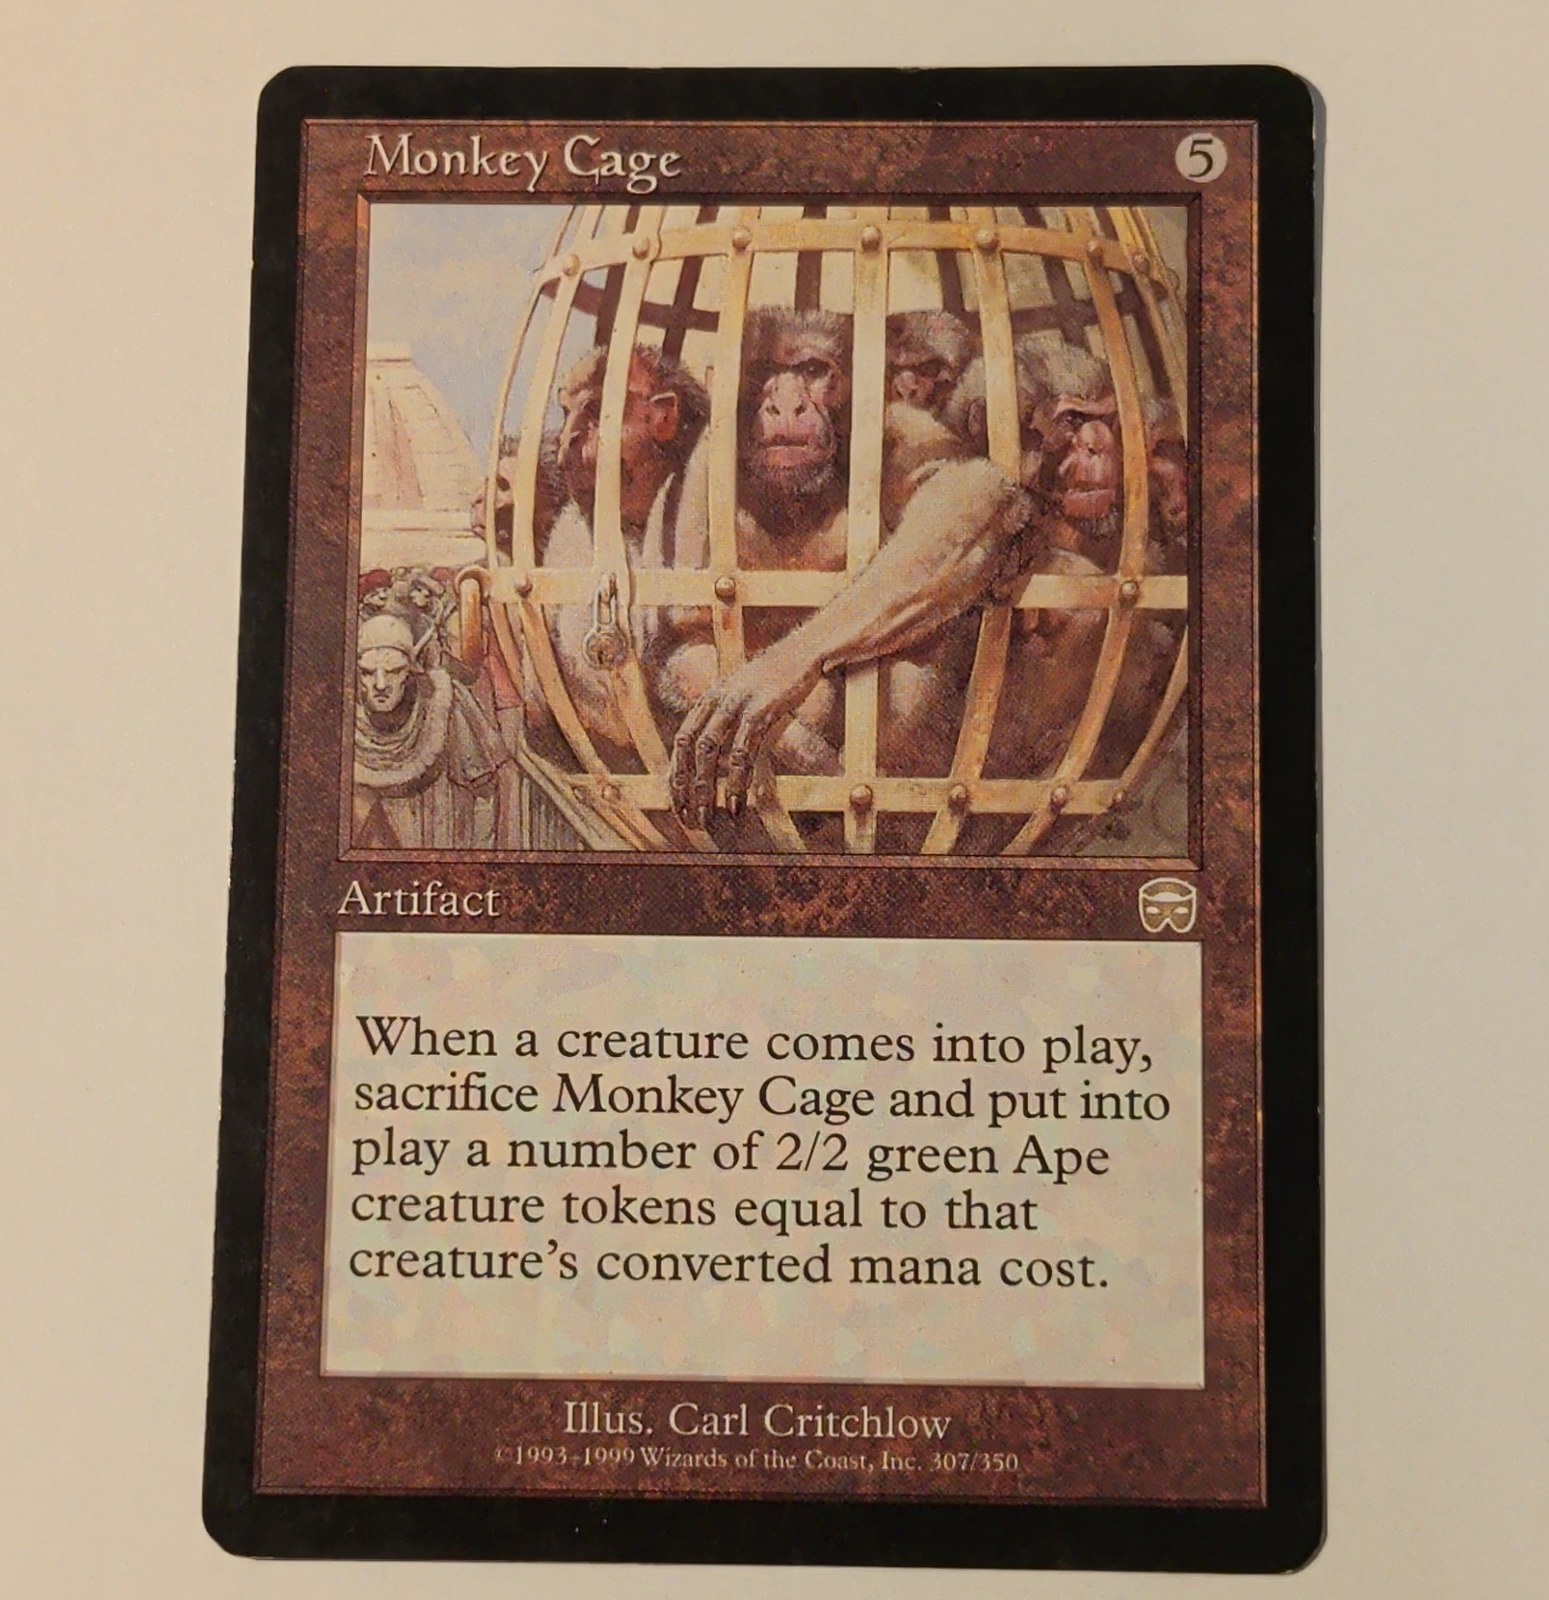 Monkey Cage 5
Artifact
When a creature comes into play,
sacrifice Monkey Cage and put into
play a number of 2/2 green Ape
creature tokens equal to that
creature's converted mana cost.
Illus. Carl Critchlow
©1993-1999 Wizards of the Coast, Inc. 307/350